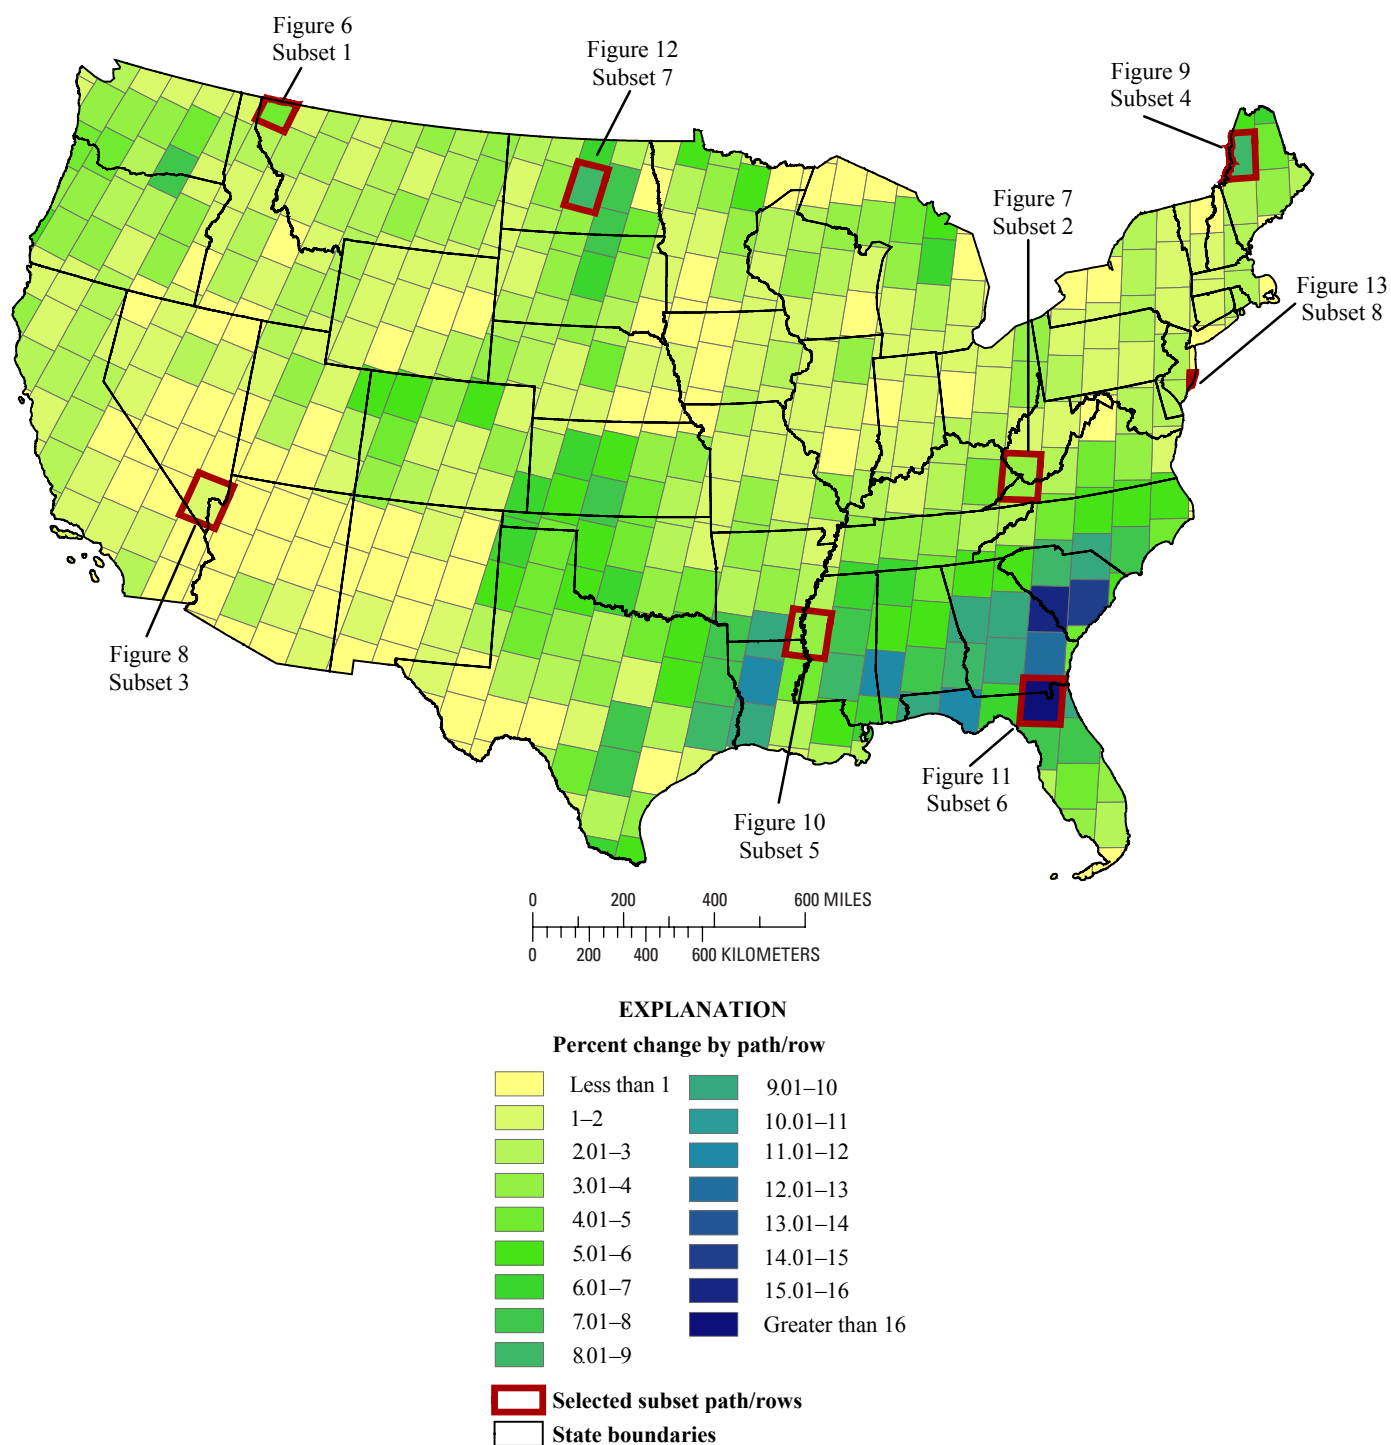 Figure 6
Subset 1
Figure 12
Subset 7
Figure 9
Subset 4
Figure 7
Subset 2
Figure 13
Subset 8
Figure 8
Subset 3
Figure 11
Subset 6
Figure 10
Subset 5
0 200 400 600 MILES
0 200 400 600 KILOMETERS
EXPLANATION
Percent change by path/row
Less than 1
1–2
2.01–3
3.01–4
4.01–5
5.01–6
6.01–7
7.01–8
8.01–9
9.01–10
10.01–11
11.01–12
12.01–13
13.01–14
14.01–15
15.01–16
Greater than 16
Selected subset path/rows
State boundaries